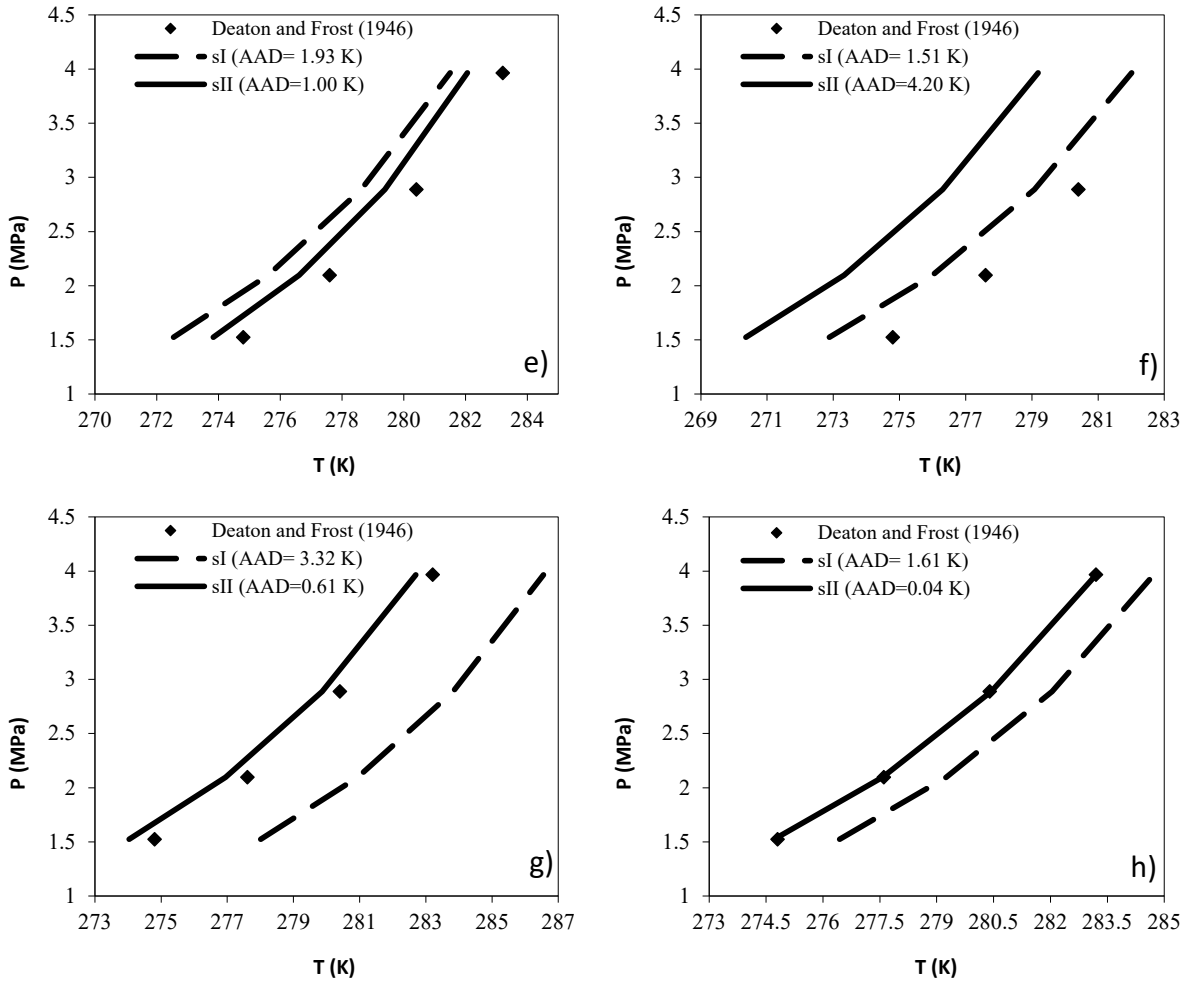 4.5
4
3.5
3
2.5
2
1.5
1
P (MPa)
Deaton and Frost (1946)
sI (AAD= 1.93 K)
sII (AAD=1.00 K)
e)
270 272 274 276 278 280 282 284
T (K)
4.5
4
3.5
3
2.5
2
1.5
1
P (MPa)
Deaton and Frost (1946)
sI (AAD= 1.51 K)
sII (AAD=4.20 K)
f)
269 271 273 275 277 279 281 283
T (K)
4.5
4
3.5
3
2.5
2
1.5
1
P (MPa)
Deaton and Frost (1946)
sI (AAD= 3.32 K)
sII (AAD=0.61 K)
g)
273 275 277 279 281 283 285 287
T (K)
4.5
4
3.5
3
2.5
2
1.5
1
P (MPa)
Deaton and Frost (1946)
sI (AAD= 1.61 K)
sII (AAD=0.04 K)
h)
273 274.5 276 277.5 279 280.5 282 283.5 285
T (K)